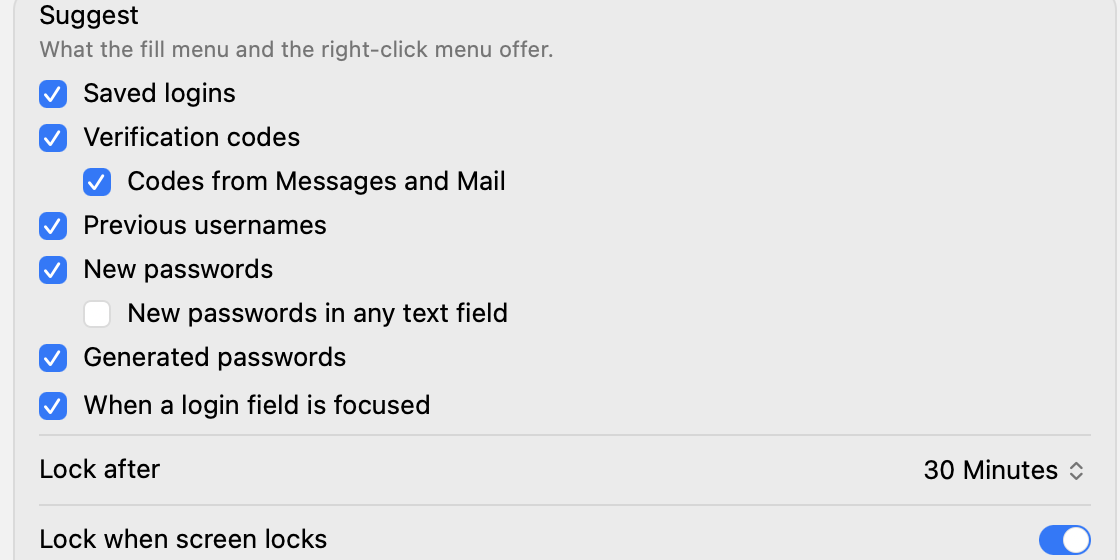 Suggest
What the fill menu and the right-click menu offer.
Saved logins
Verification codes
Codes from Messages and Mail
Previous usernames
New passwords
New passwords in any text field
Generated passwords
When a login field is focused
Lock after
30 Minutes
Lock when screen locks